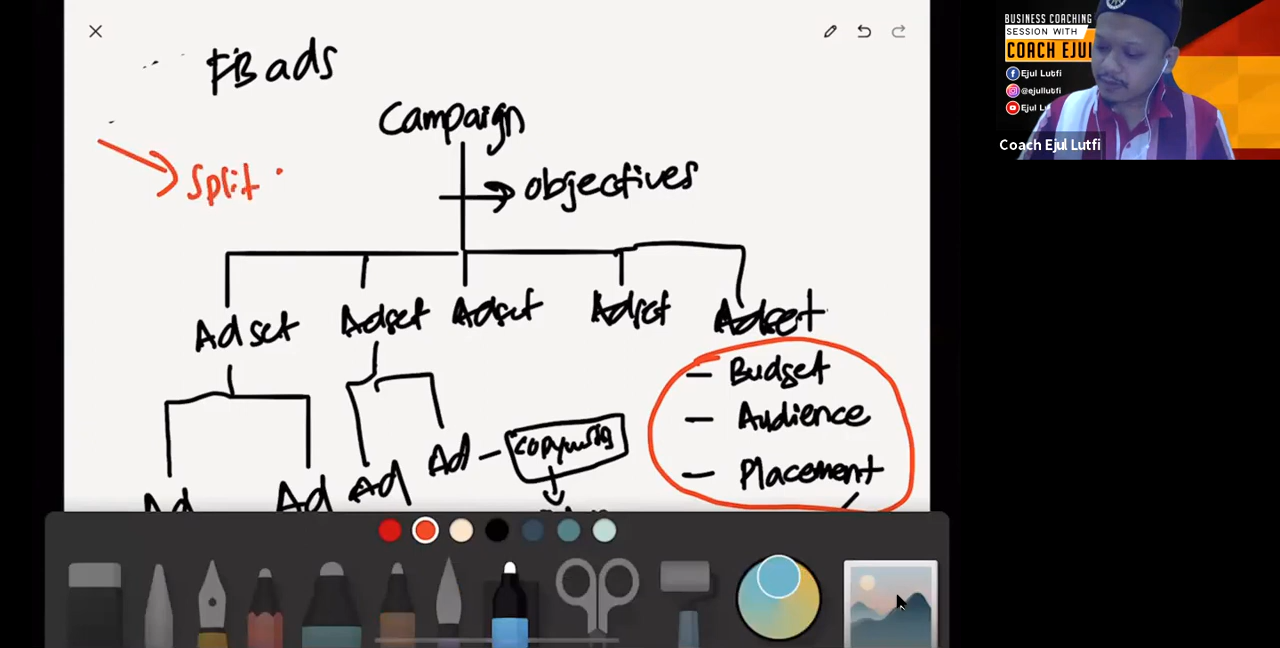 FB ads
Campaign
Split
objectives
Adset Adset Adset Adset Adset
Budget
Audience
Placement
Ad Ad Ad Ad
BUSINESS COACHING
SESSION WITH
COACH EJUL
Ejul Lutfi
@ejullutfi
Ejul
Coach Ejul Lutfi